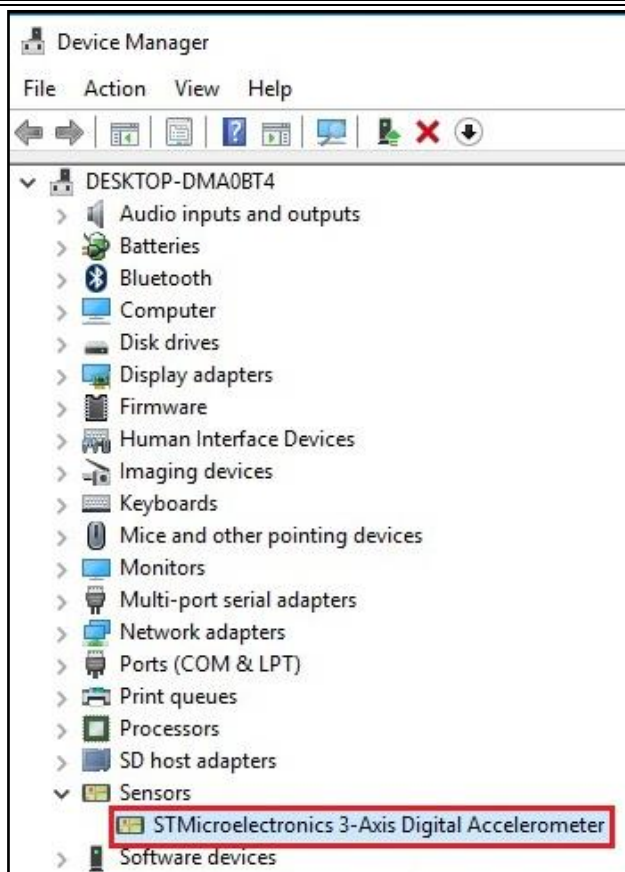 Device Manager
File Action View Help
DESKTOP-DMA0BT4
Audio inputs and outputs
Batteries
Bluetooth
Computer
Disk drives
Display adapters
Firmware
Human Interface Devices
Imaging devices
Keyboards
Mice and other pointing devices
Monitors
Multi-port serial adapters
Network adapters
Ports (COM & LPT)
Print queues
Processors
SD host adapters
Sensors
STMicroelectronics 3-Axis Digital Accelerometer
Software devices